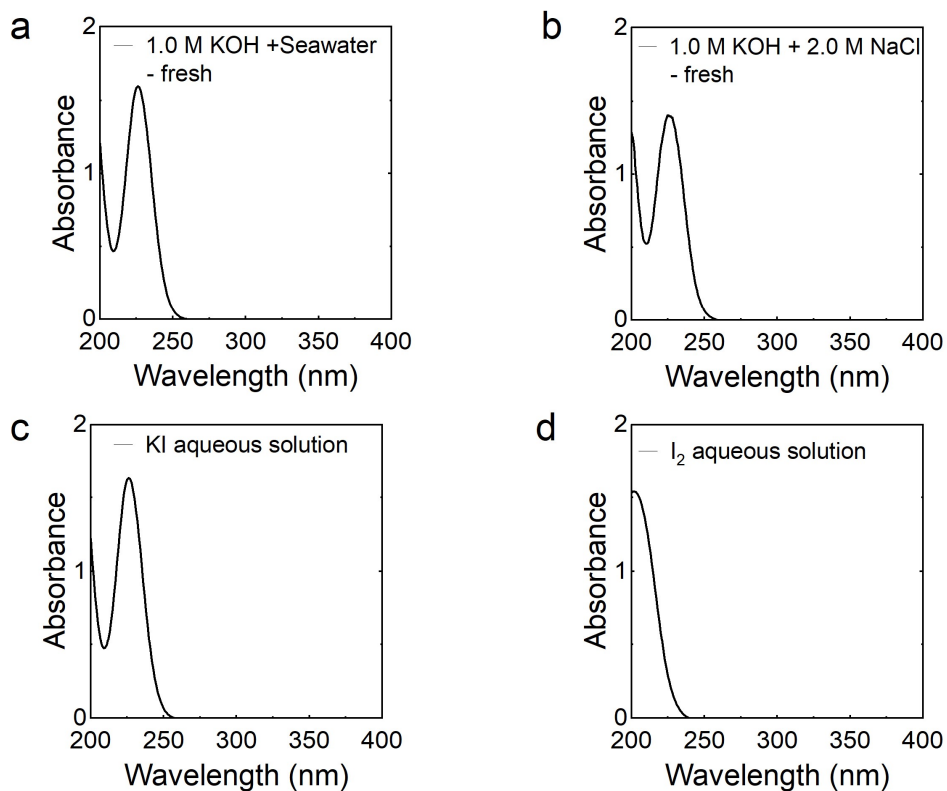 a
1.0 M KOH +Seawater
- fresh
2
1
0
Absorbance
200 250 300 350 400
Wavelength (nm)
b
1.0 M KOH + 2.0 M NaCl
- fresh
2
1
0
Absorbance
200 250 300 350 400
Wavelength (nm)
c
KI aqueous solution
2
1
0
Absorbance
200 250 300 350 400
Wavelength (nm)
d
I₂ aqueous solution
2
1
0
Absorbance
200 250 300 350 400
Wavelength (nm)